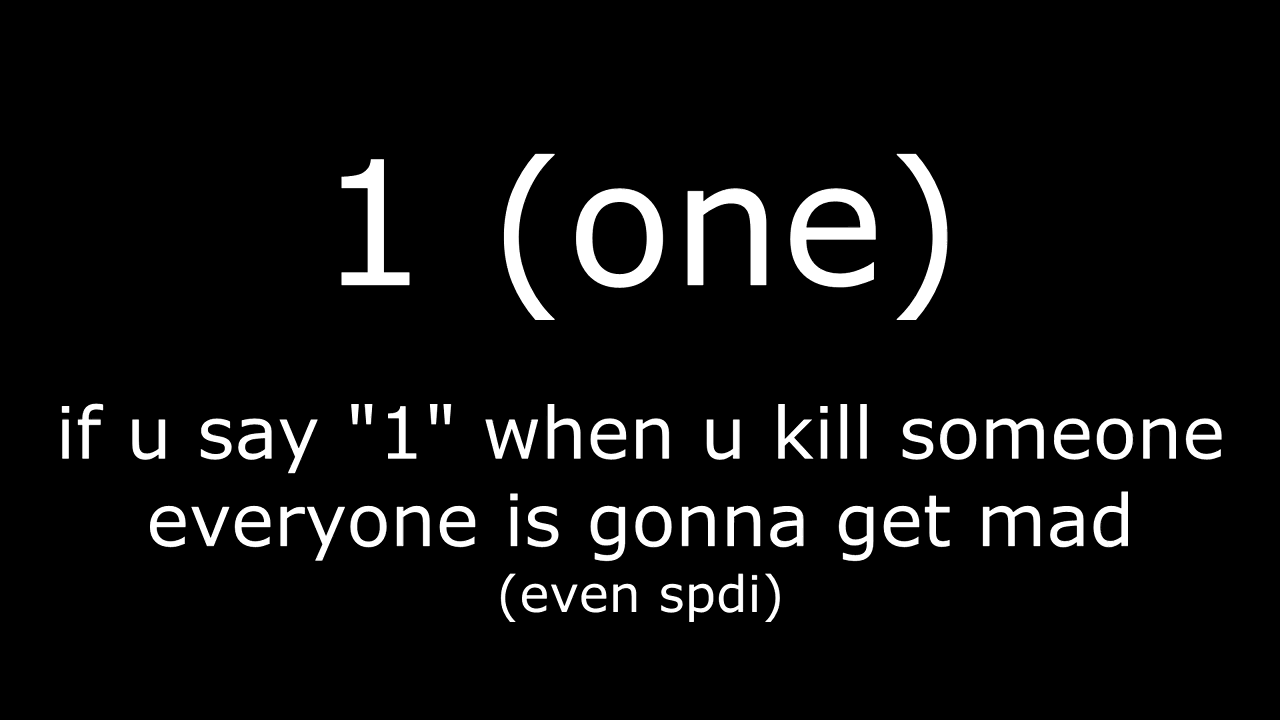 1 (one)
if u say "1" when u kill someone
everyone is gonna get mad
(even spdi)